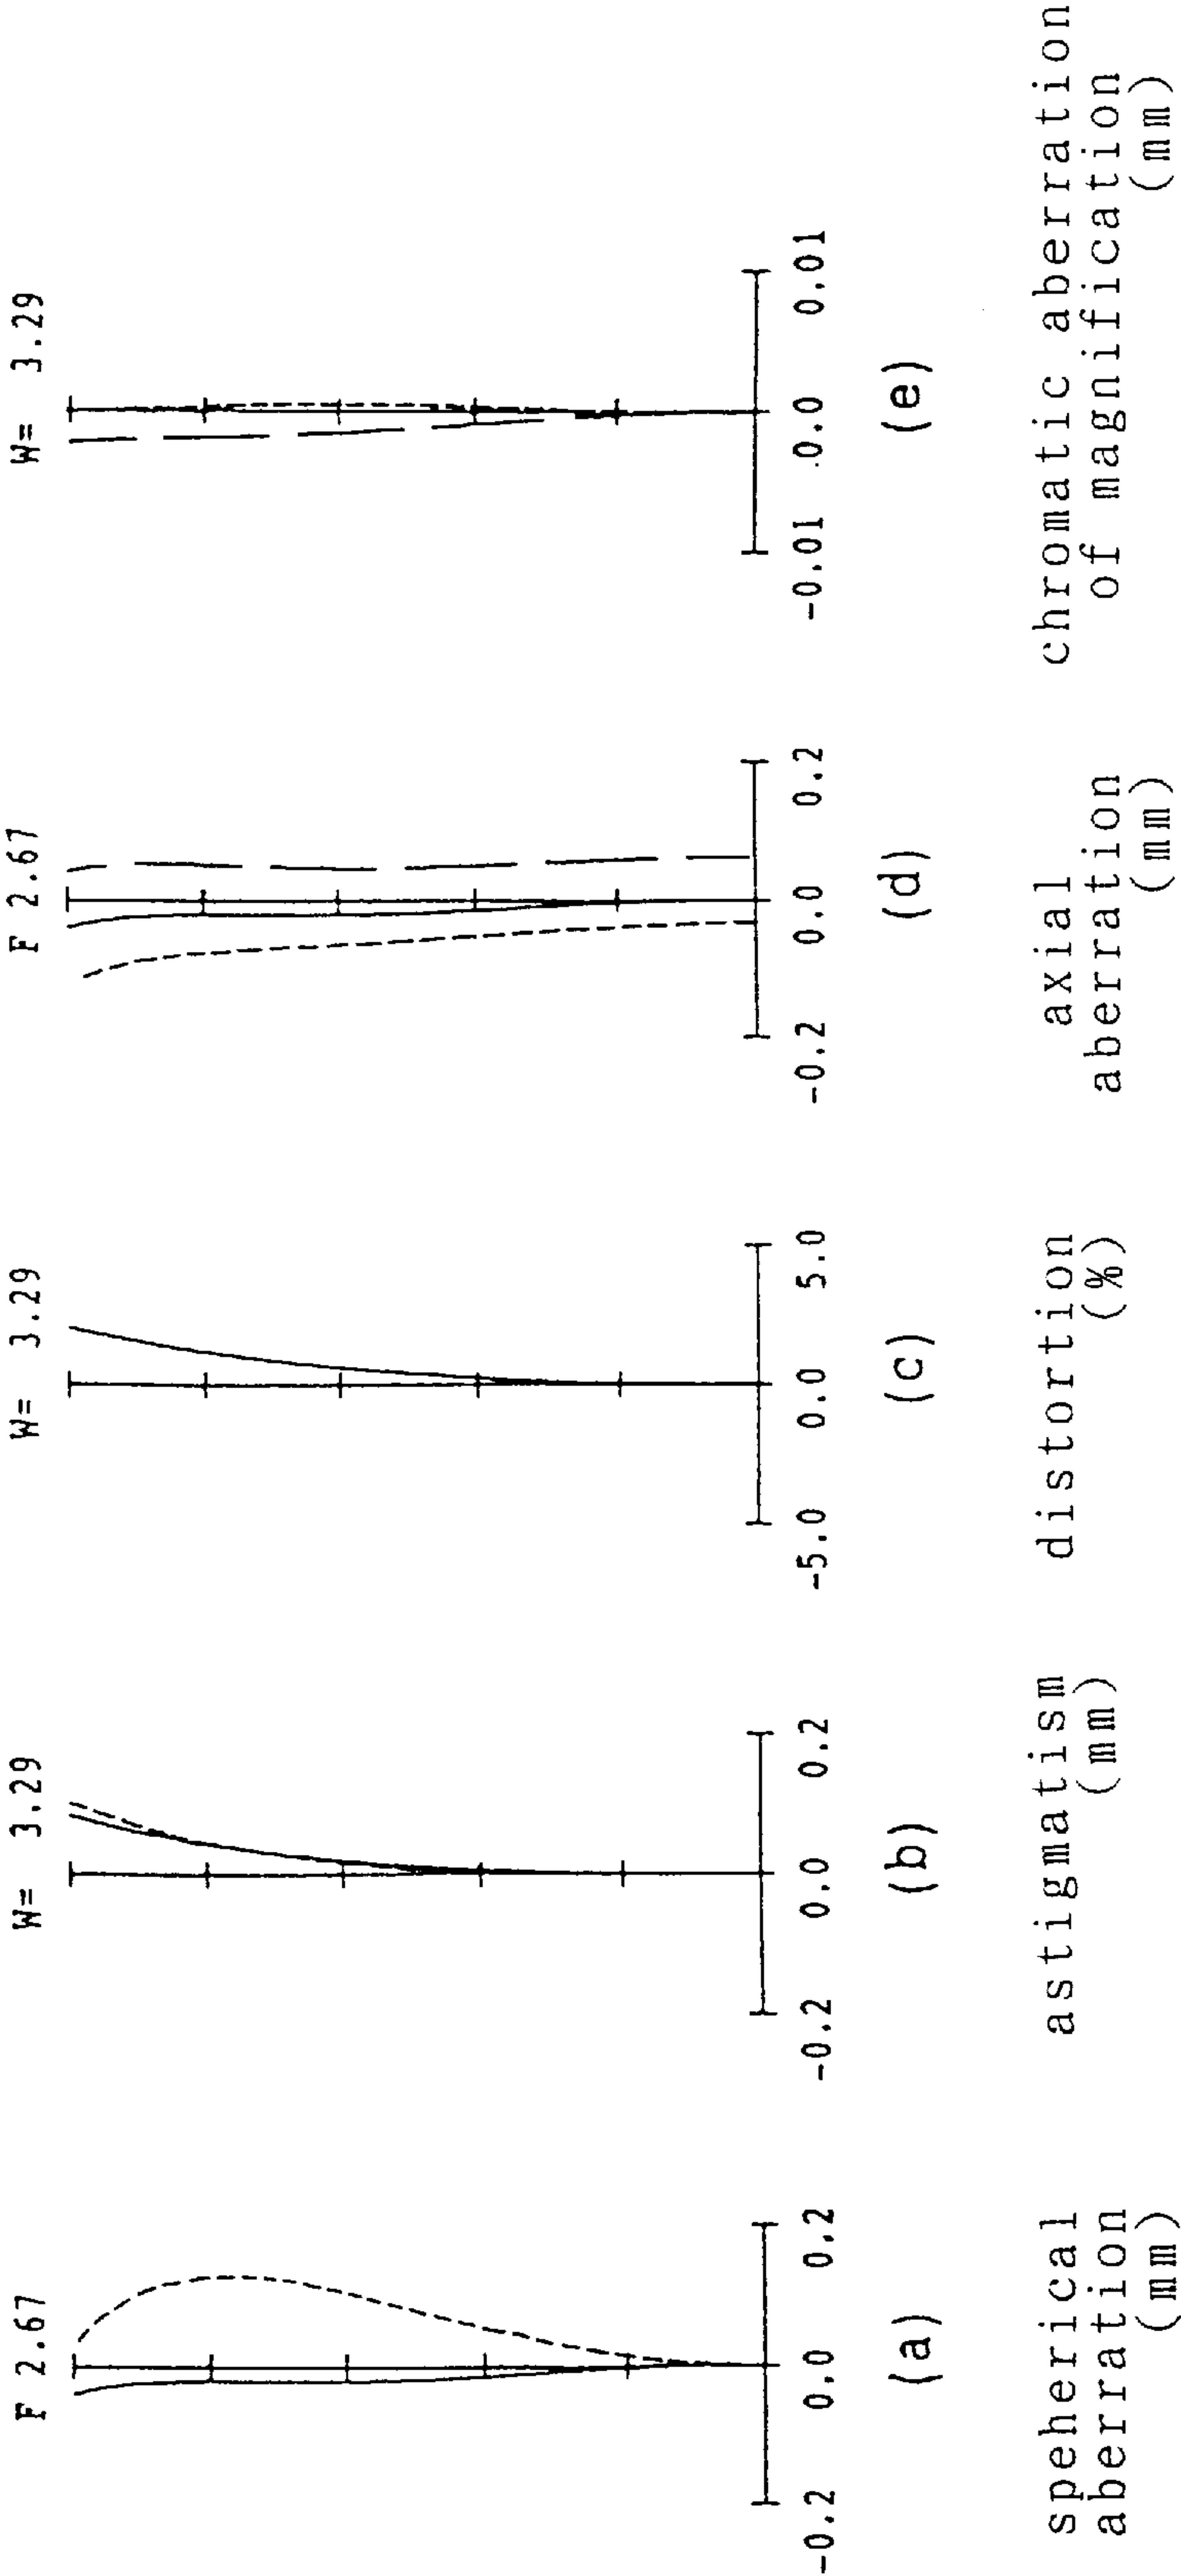 F 2.67
-0.2 0.0 0.2
(a)
speherical
aberration
(mm)
W= 3.29
-0.2 0.0 0.2
(b)
astigmatism
(mm)
W= 3.29
-5.0 0.0 5.0
(c)
distortion
(%)
F 2.67
-0.2 0.0 0.2
(d)
axial
aberration
(mm)
W= 3.29
-0.01 0.0 0.01
(e)
chromatic aberration
of magnification
(mm)